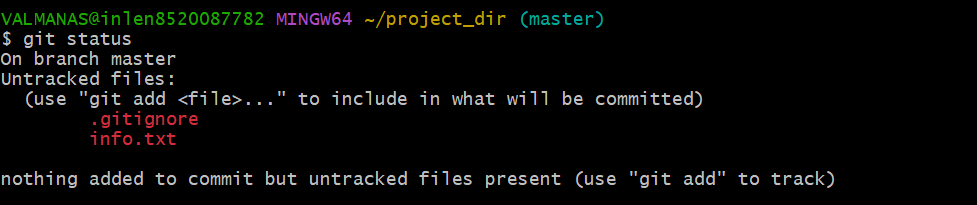 VALMANAS@inlen8520087782 MINGW64 ~/project_dir (master)
$ git status
On branch master
Untracked files:
  (use "git add <file>..." to include in what will be committed)
        .gitignore
        info.txt

nothing added to commit but untracked files present (use "git add" to track)